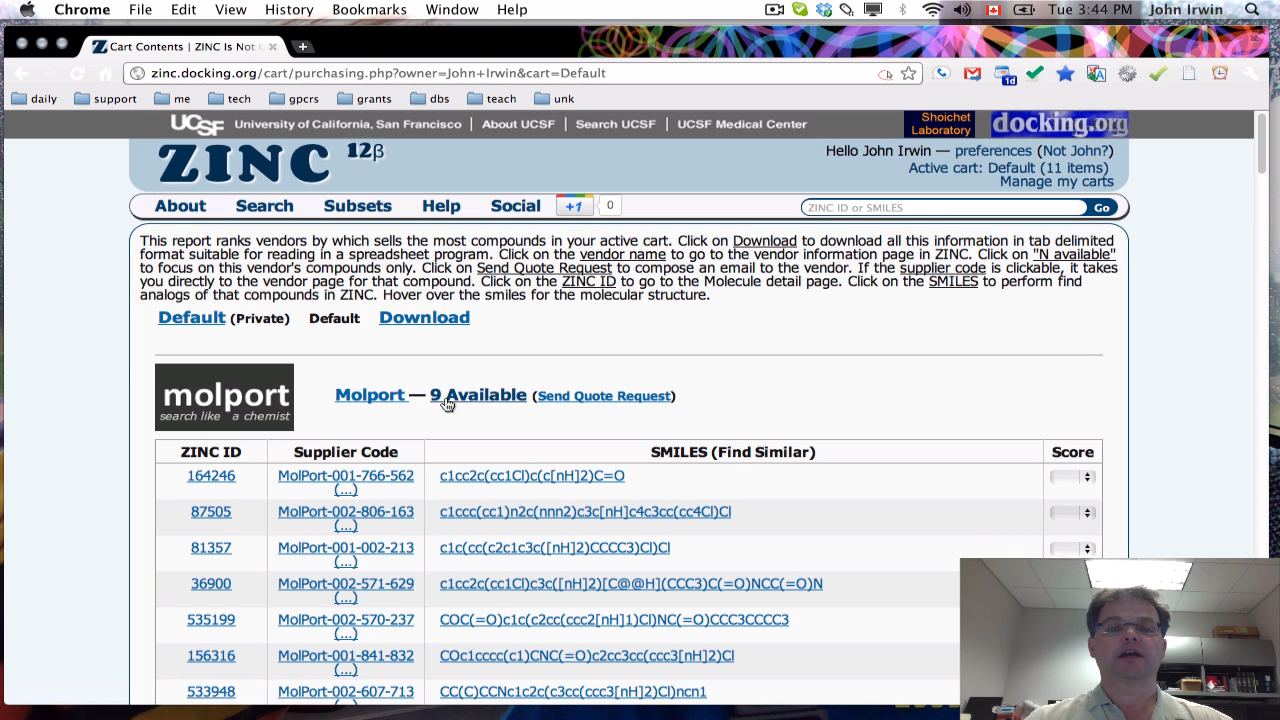 Chrome File Edit View History Bookmarks Window Help Tue 3:44 PM John Irwin
Cart Contents | ZINC Is Not
zinc.docking.org/cart/purchasing.php?owner=John+Irwin&cart=Default
1d
daily support me tech gpcrs grants dbs teach unk
UCSF University of California, San Francisco | About UCSF | Search UCSF | UCSF Medical Center
Shoichet
Laboratory
docking.org
ZINC 12β
Hello John Irwin — preferences (Not John?)
Active cart: Default (11 items)
Manage my carts
About Search Subsets Help Social +1 0 ZINC ID or SMILES Go
This report ranks vendors by which sells the most compounds in your active cart. Click on Download to download all this information in tab delimited
format suitable for reading in a spreadsheet program. Click on the vendor name to go to the vendor information page in ZINC. Click on "N available"
to focus on this vendor's compounds only. Click on Send Quote Request to compose an email to the vendor. If the supplier code is clickable, it takes
you directly to the vendor page for that compound. Click on the ZINC ID to go to the Molecule detail page. Click on the SMILES to perform find
analogs of that compounds in ZINC. Hover over the smiles for the molecular structure.
Default (Private) Default Download
molport
search like a chemist
Molport — 9 Available (Send Quote Request)
ZINC ID Supplier Code SMILES (Find Similar) Score
164246 MolPort-001-766-562 c1cc2c(cc1Cl)c(c[nH]2)C=O
(...)
87505 MolPort-002-806-163 c1ccc(cc1)n2c(nnn2)c3c[nH]c4c3cc(cc4Cl)Cl
(...)
81357 MolPort-001-002-213 c1c(cc(c2c1c3c([nH]2)CCCC3)Cl)Cl
(...)
36900 MolPort-002-571-629 c1cc2c(cc1Cl)c3c([nH]2)[C@@H](CCC3)C(=O)NCC(=O)N
(...)
535199 MolPort-002-570-237 COC(=O)c1c(c2cc(ccc2[nH]1)Cl)NC(=O)CCC3CCCC3
(...)
156316 MolPort-001-841-832 COc1cccc(c1)CNC(=O)c2cc3cc(ccc3[nH]2)Cl
(...)
533948 MolPort-002-607-713 CC(C)CCNc1c2c(c3cc(ccc3[nH]2)Cl)ncn1